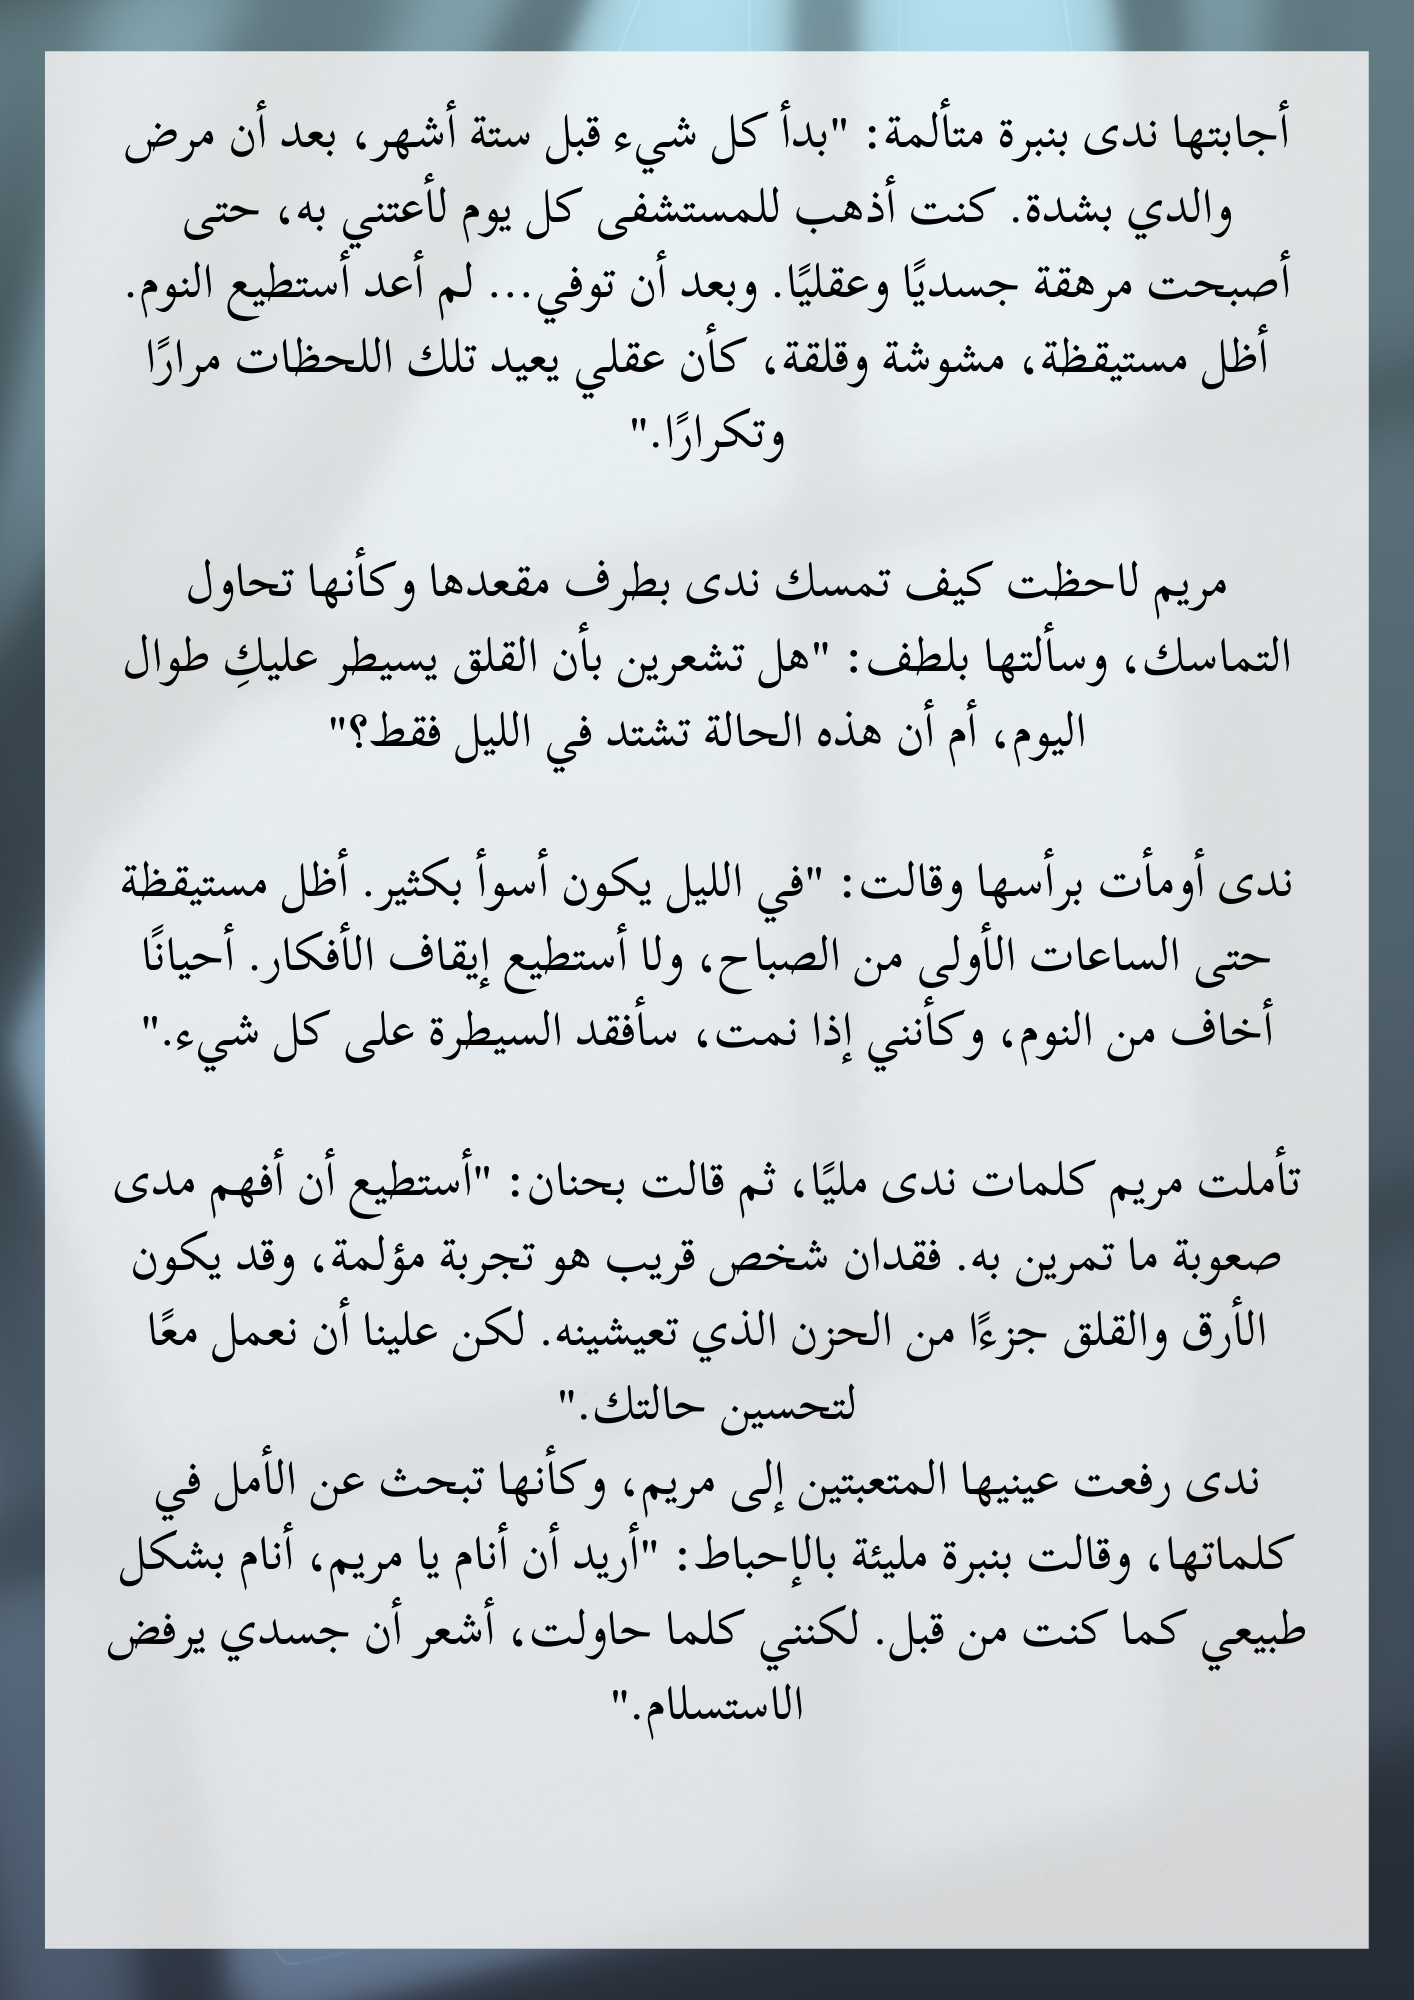 أجابتها ندى بنبرة متألمة: "بدأ كل شيء قبل ستة أشهر، بعد أن مرض
والدي بشدة. كنت أذهب للمستشفى كل يوم لأعتني به، حتى
أصبحت مرهقة جسديًا وعقليًا. وبعد أن توفي... لم أعد أستطيع النوم.
أظل مستيقظة، مشوشة وقلقة، كأن عقلي يعيد تلك اللحظات مرارًا
وتكرارًا."
مريم لاحظت كيف تمسك ندى بطرف مقعدها وكأنها تحاول
التماسك، وسألتها بلطف: "هل تشعرين بأن القلق يسيطر عليكِ طوال
اليوم، أم أن هذه الحالة تشتد في الليل فقط؟"
ندى أومأت برأسها وقالت: "في الليل يكون أسوأ بكثير. أظل مستيقظة
حتى الساعات الأولى من الصباح، ولا أستطيع إيقاف الأفكار. أحيانًا
أخاف من النوم، وكأنني إذا نمت، سأفقد السيطرة على كل شيء."
تأملت مريم كلمات ندى مليًا، ثم قالت بحنان: "أستطيع أن أفهم مدى
صعوبة ما تمرين به. فقدان شخص قريب هو تجربة مؤلمة، وقد يكون
الأرق والقلق جزءًا من الحزن الذي تعيشينه. لكن علينا أن نعمل معًا
لتحسين حالتك."
ندى رفعت عينيها المتعبتين إلى مريم، وكأنها تبحث عن الأمل في
كلماتها، وقالت بنبرة مليئة بالإحباط: "أريد أن أنام يا مريم، أنام بشكل
طبيعي كما كنت من قبل. لكنني كلما حاولت، أشعر أن جسدي يرفض
الاستسلام."